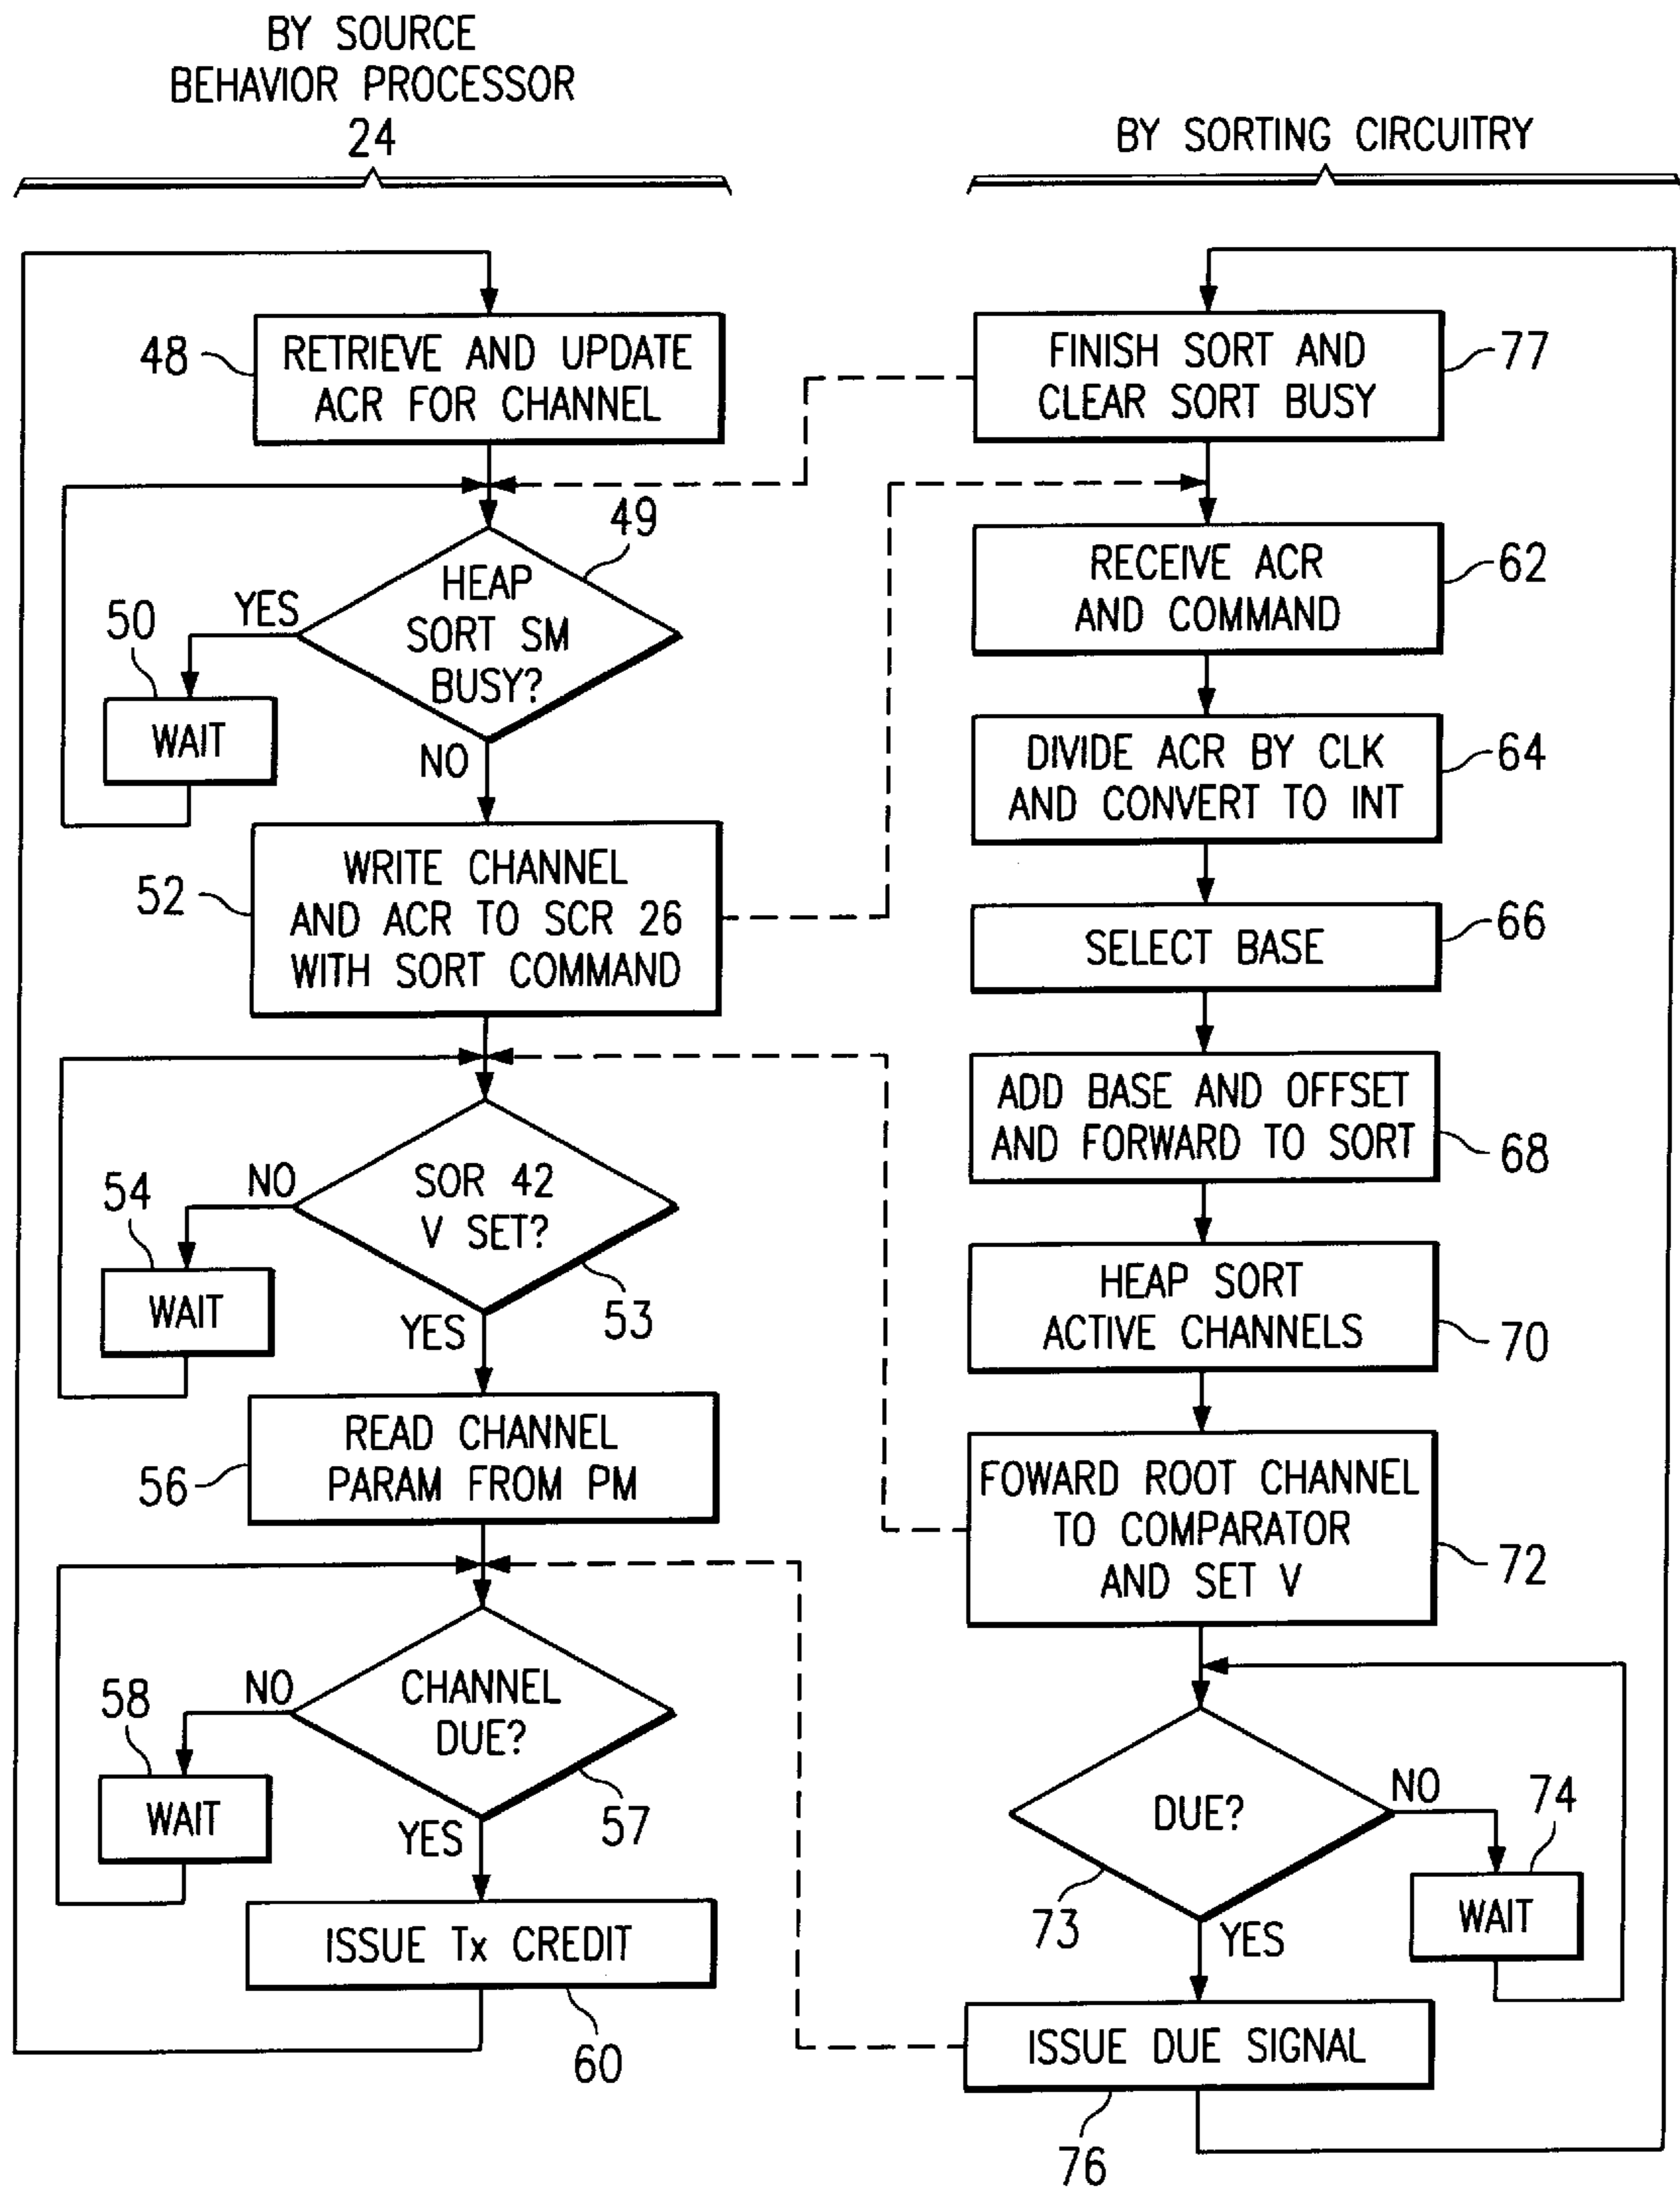 BY SOURCE
BEHAVIOR PROCESSOR
24
BY SORTING CIRCUITRY
48
RETRIEVE AND UPDATE
ACR FOR CHANNEL
49
HEAP
SORT SM
BUSY?
YES
50
WAIT
NO
52
WRITE CHANNEL
AND ACR TO SCR 26
WITH SORT COMMAND
SOR 42
V SET?
53
NO
54
WAIT
YES
56
READ CHANNEL
PARAM FROM PM
CHANNEL
DUE?
57
NO
58
WAIT
YES
ISSUE Tx CREDIT
60
FINISH SORT AND
CLEAR SORT BUSY
77
RECEIVE ACR
AND COMMAND
62
DIVIDE ACR BY CLK
AND CONVERT TO INT
64
SELECT BASE
66
ADD BASE AND OFFSET
AND FORWARD TO SORT
68
HEAP SORT
ACTIVE CHANNELS
70
FOWARD ROOT CHANNEL
TO COMPARATOR
AND SET V
72
DUE?
73
NO
74
WAIT
YES
ISSUE DUE SIGNAL
76